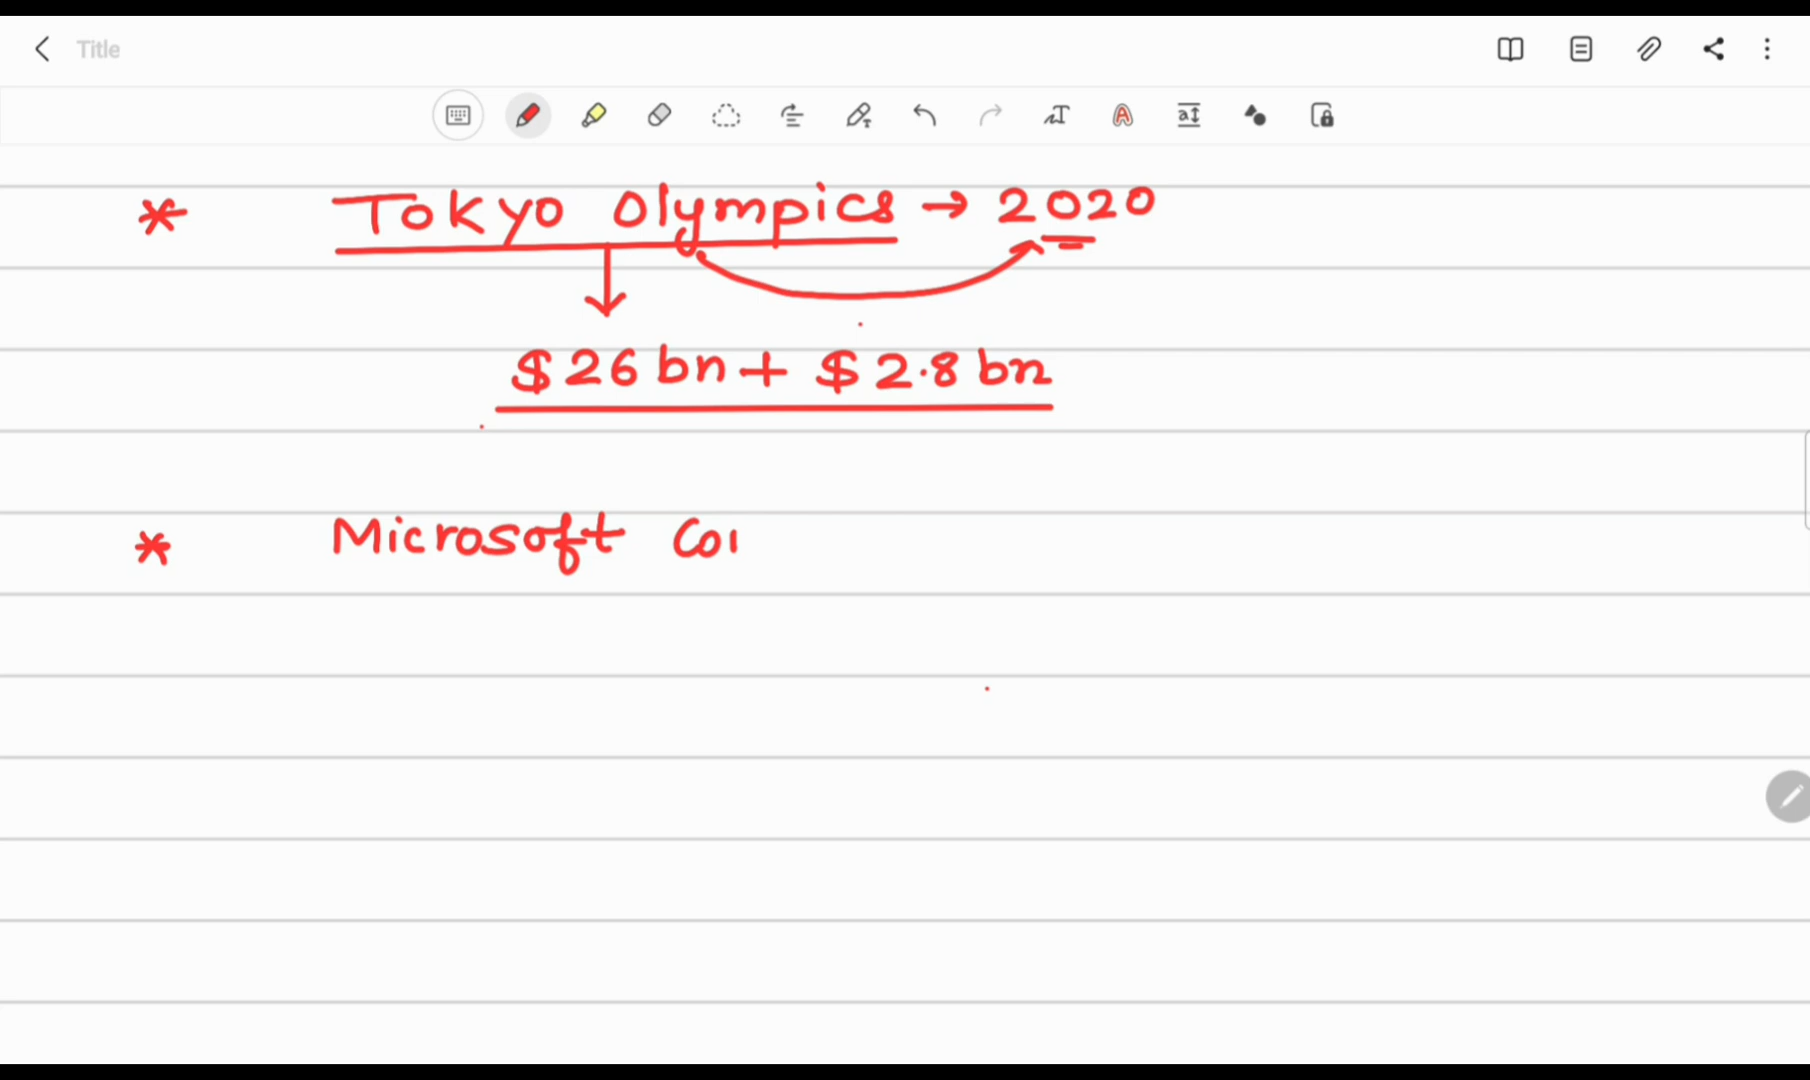 Title
* Tokyo Olympics → 2020
$26 bn + $2.8 bn
* Microsoft